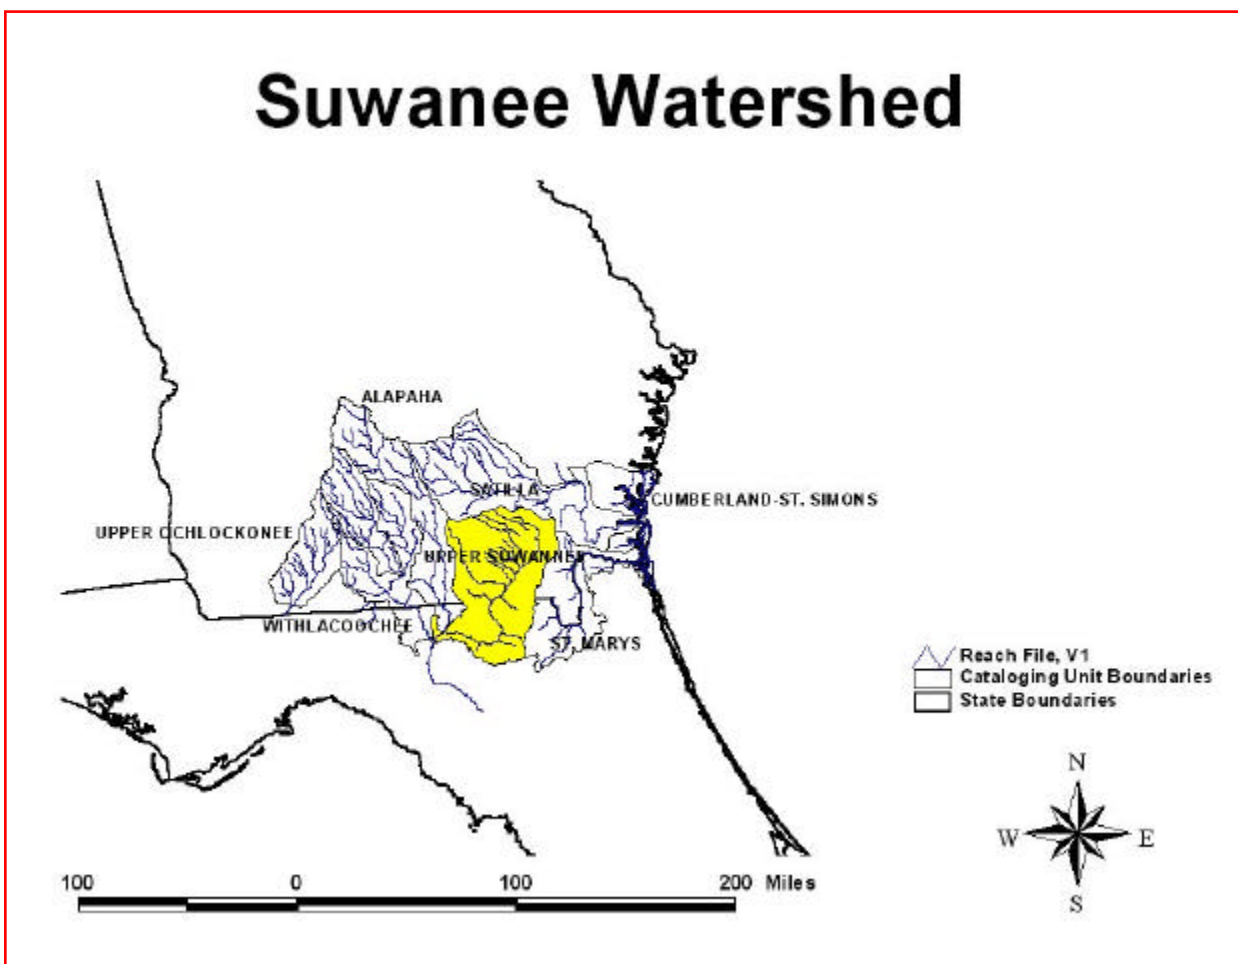 Suwanee Watershed
ALAPAHA
SATILLA
CUMBERLAND-ST. SIMONS
UPPER OCHLOCKONEE
UPPER SUWANNEE
WITHLACOOCHEE
ST. MARYS
Reach File, V1
Cataloging Unit Boundaries
State Boundaries
N
W E
S
100 0 100 200 Miles